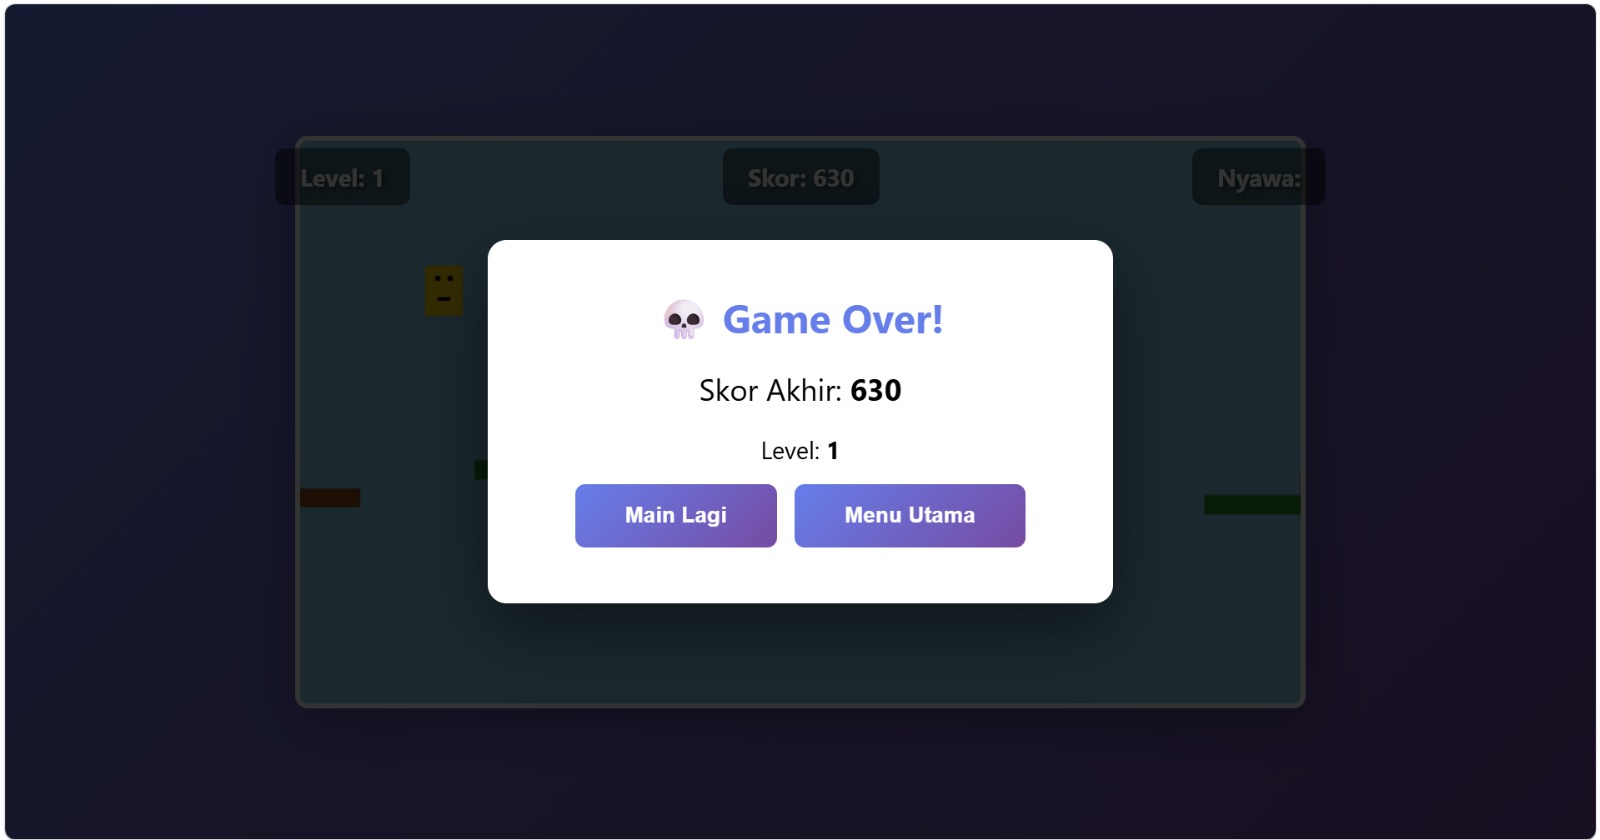 Level: 1
Skor: 630
Nyawa:
Game Over!
Skor Akhir: 630
Level: 1
Main Lagi
Menu Utama